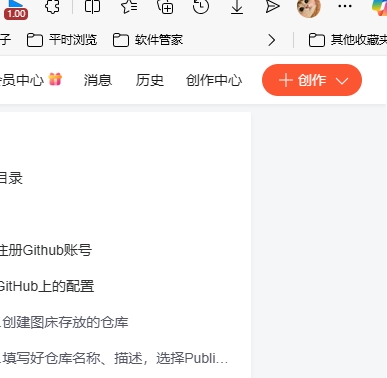 1.00
子 平时浏览 软件管家 其他收藏夹
会员中心 消息 历史 创作中心 创作
目录
注册Github账号
GitHub上的配置
.创建图床存放的仓库
.填写好仓库名称、描述，选择Publi...